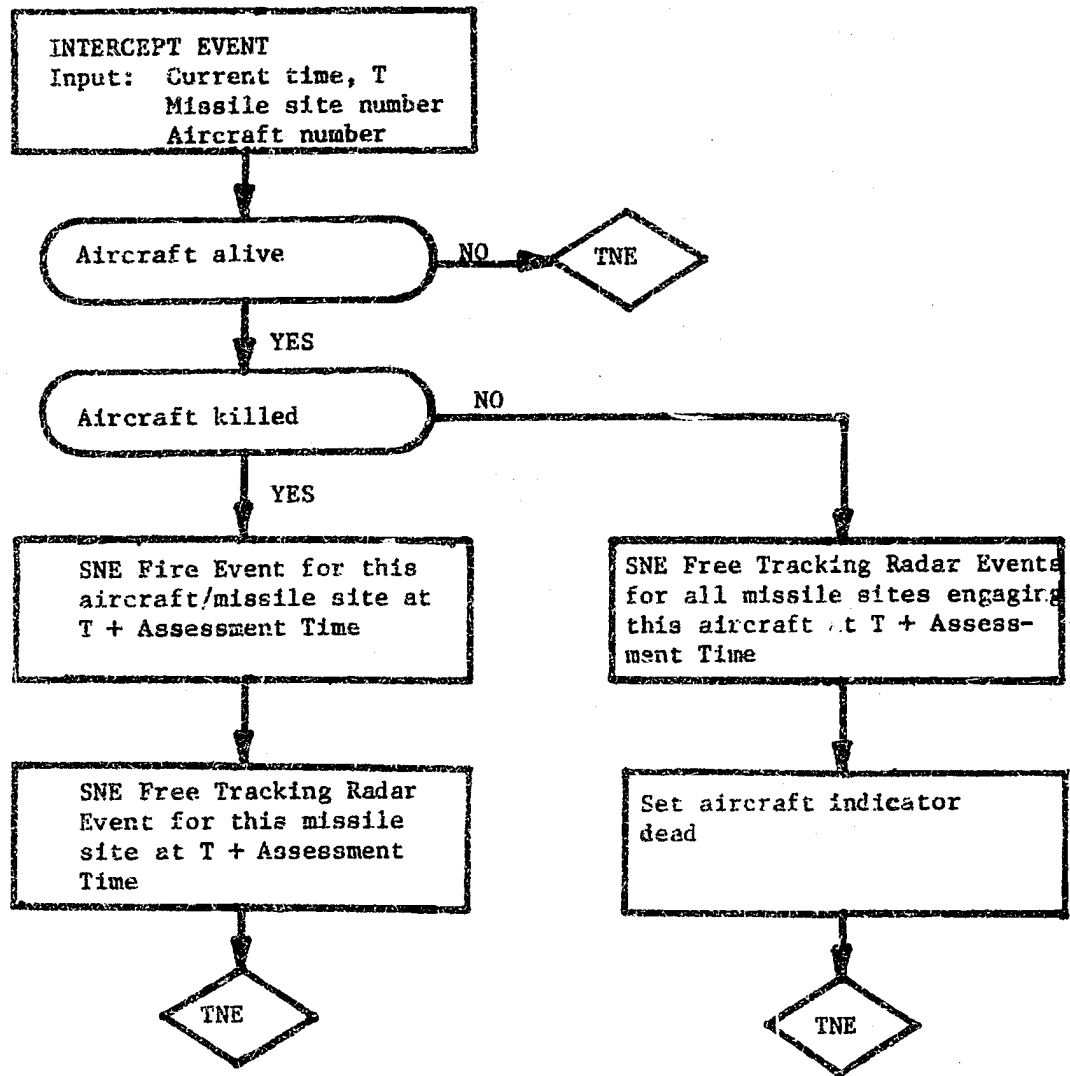 INTERCEPT EVENT
Input: Current time, T
Missile site number
Aircraft number
Aircraft alive
NO
TNE
YES
Aircraft killed
NO
YES
SNE Fire Event for this
aircraft/missile site at
T + Assessment Time
SNE Free Tracking Radar Events
for all missile sites engaging
this aircraft at T + Assess-
ment Time
SNE Free Tracking Radar
Event for this missile
site at T + Assessment
Time
Set aircraft indicator
dead
TNE
TNE